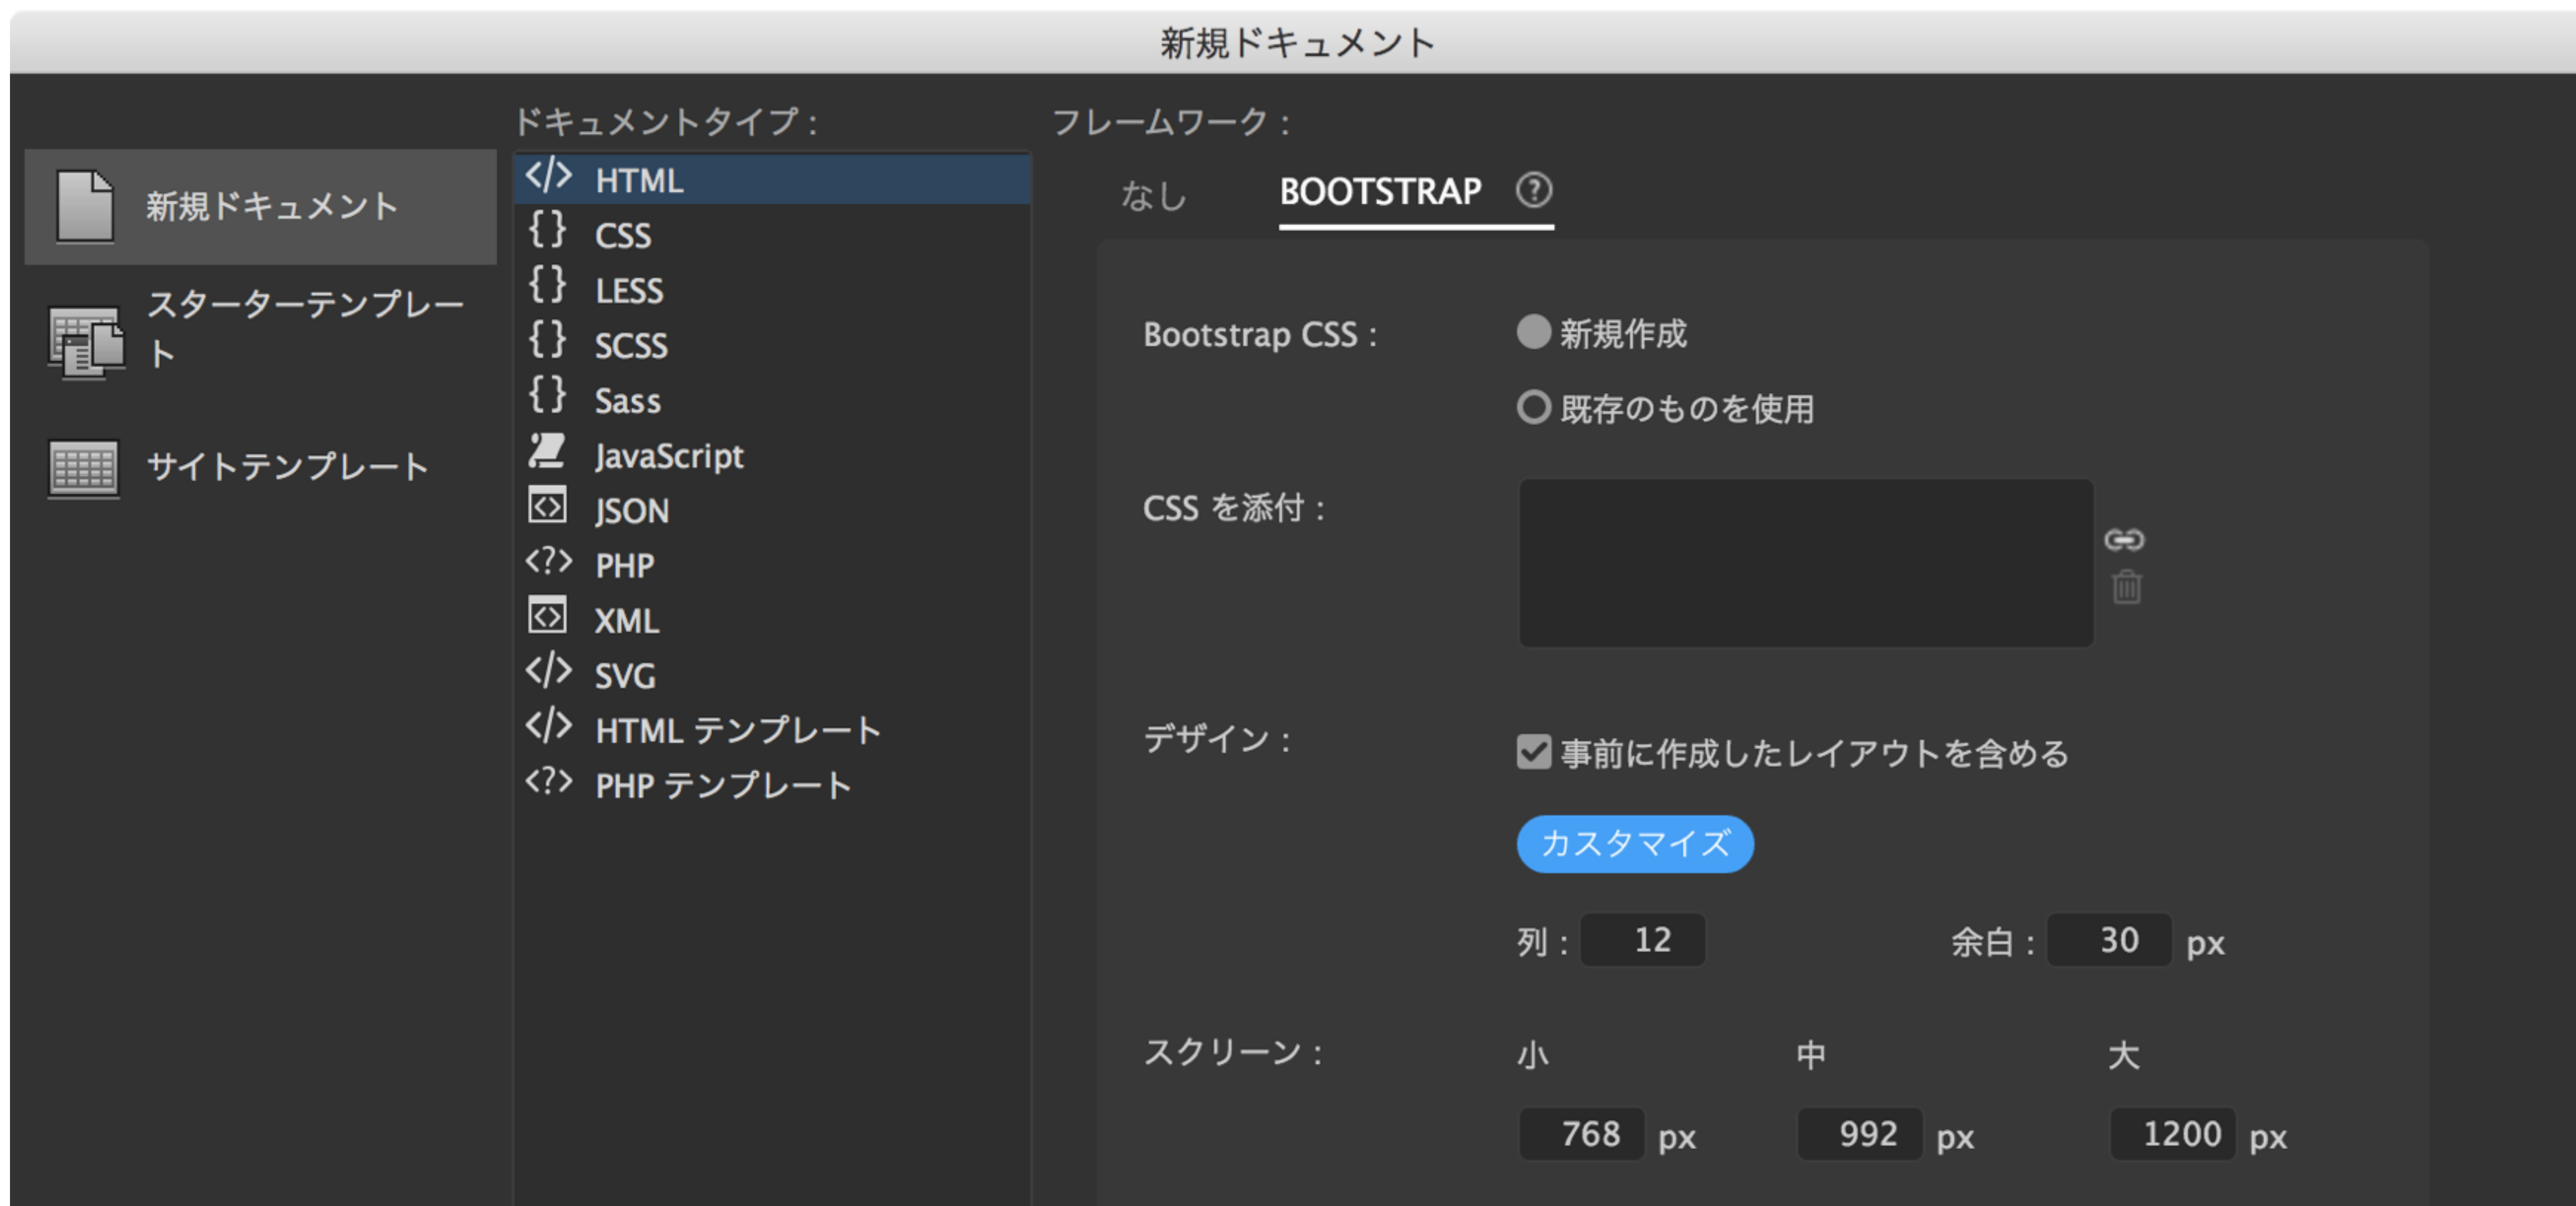 新規ドキュメント
新規ドキュメント
スターターテンプレー
ト
サイトテンプレート
ドキュメントタイプ：
HTML
CSS
LESS
SCSS
Sass
JavaScript
JSON
PHP
XML
SVG
HTML テンプレート
PHP テンプレート
フレームワーク：
なし BOOTSTRAP ?
Bootstrap CSS： 新規作成
既存のものを使用
CSS を添付：
デザイン： 事前に作成したレイアウトを含める
カスタマイズ
列： 12 余白： 30 px
スクリーン： 小 中 大
768 px 992 px 1200 px